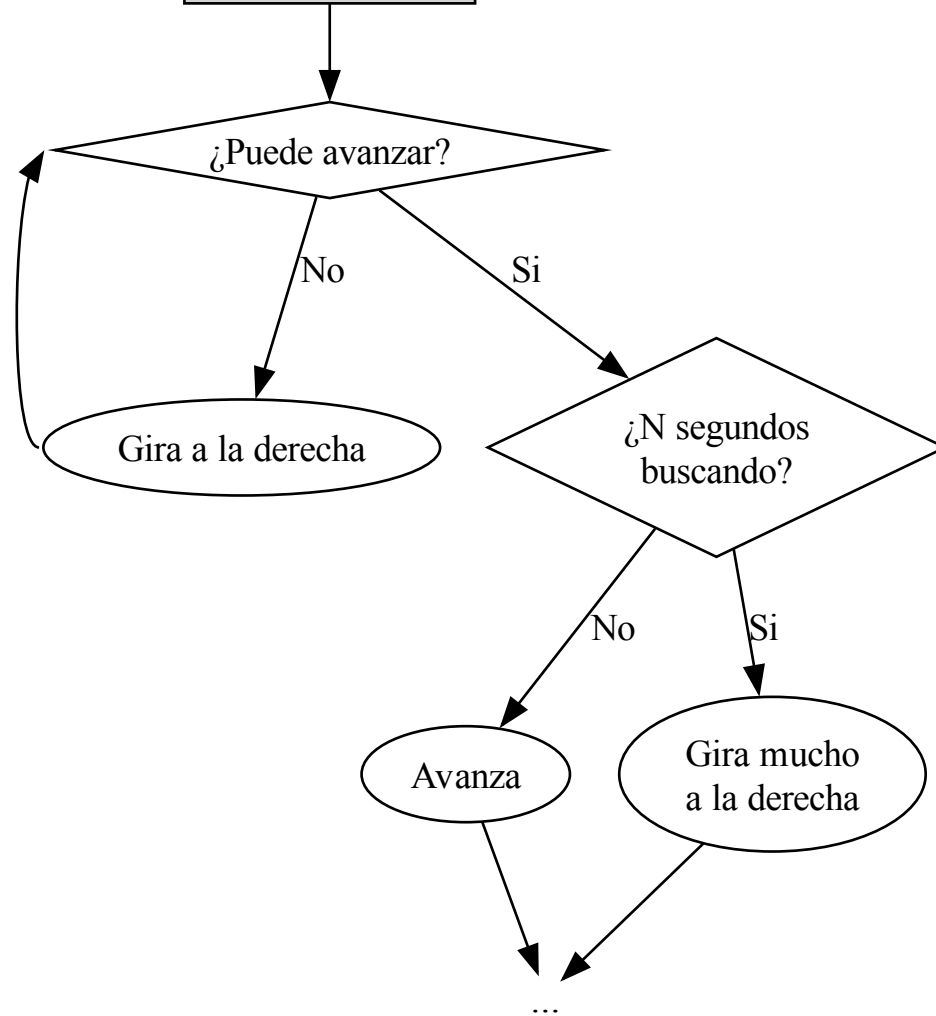 ¿Puede avanzar?
No
Si
Gira a la derecha
¿N segundos
buscando?
No
Si
Avanza
Gira mucho
a la derecha
...